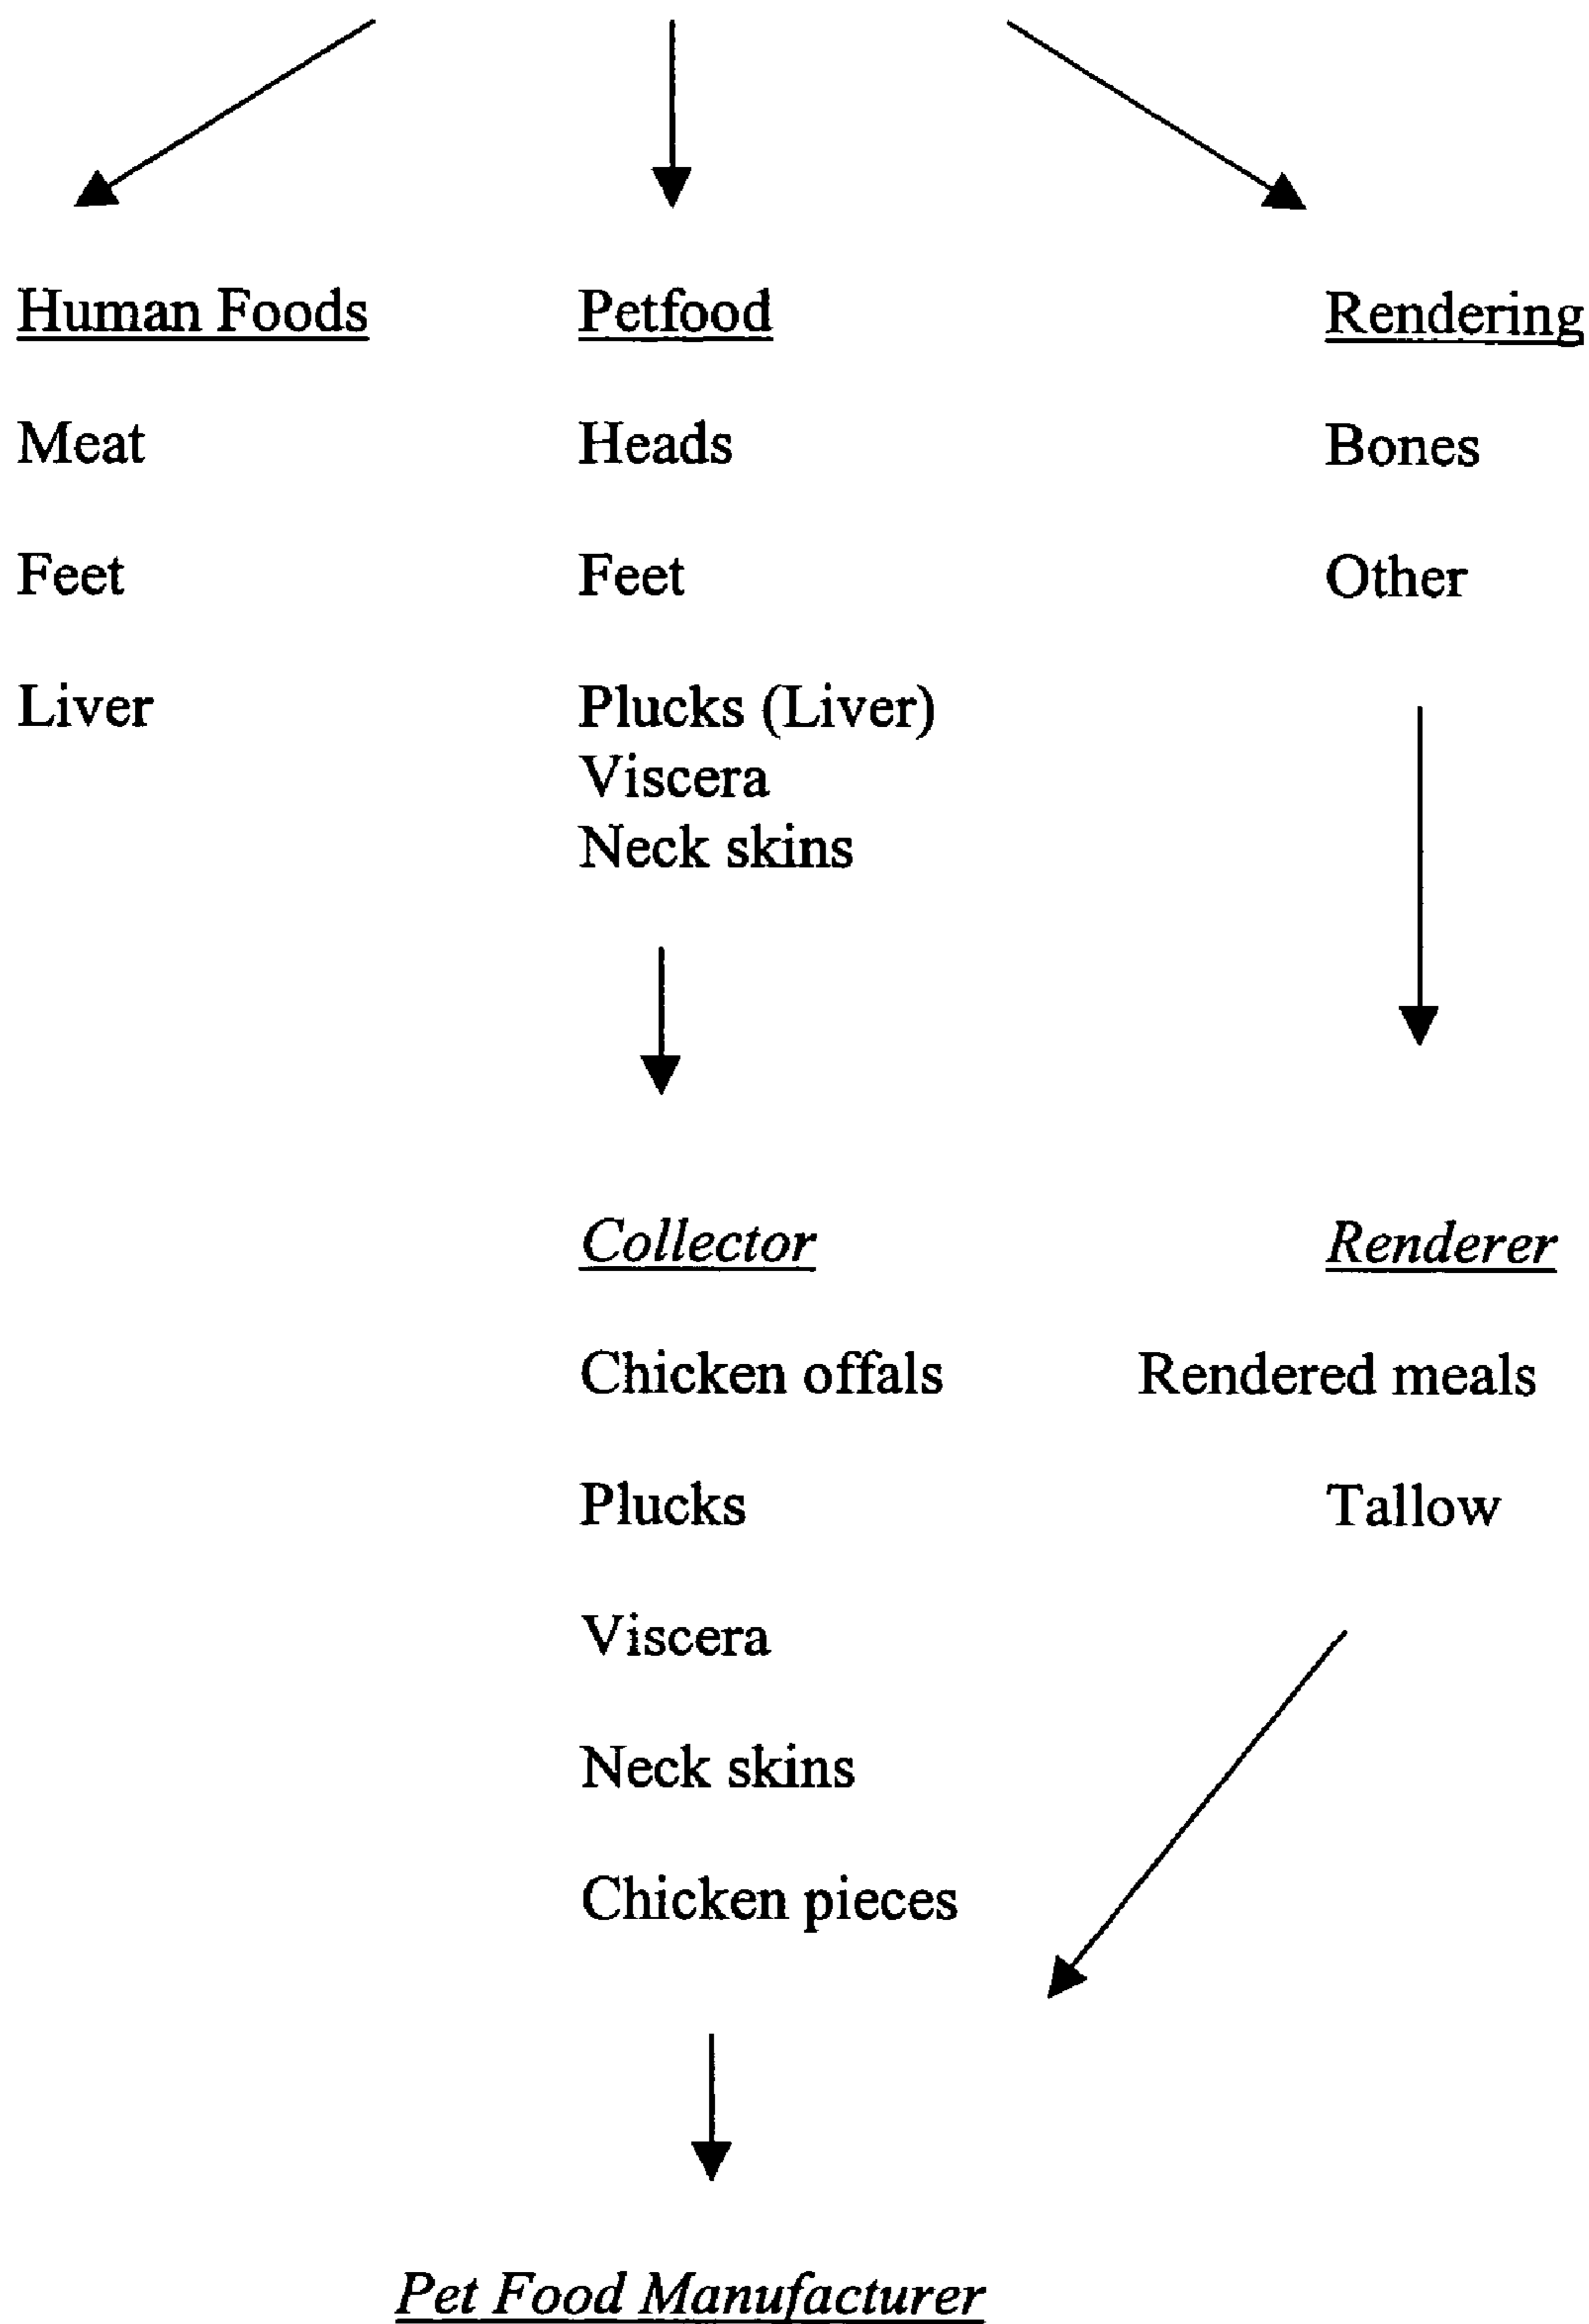 Human Foods Petfood Rendering
Meat Heads Bones
Feet Feet Other
Liver Plucks (Liver)
Viscera
Neck skins
Collector Renderer
Chicken offals Rendered meals
Plucks Tallow
Viscera
Neck skins
Chicken pieces
Pet Food Manufacturer